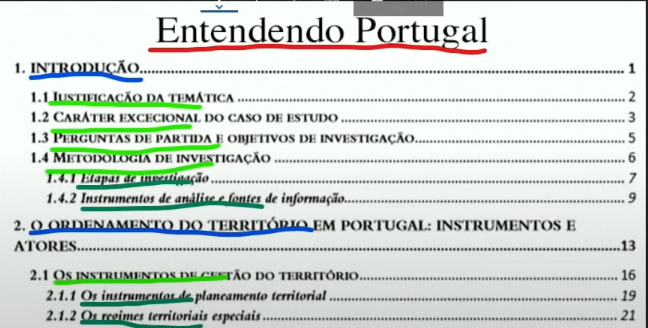 Entendendo Portugal
1. INTRODUÇÃO.......... 1
1.1 JUSTIFICAÇÃO DA TEMÁTICA .......... 2
1.2 CARÁTER EXCECIONAL DO CASO DE ESTUDO .......... 3
1.3 PERGUNTAS DE PARTIDA E OBJETIVOS DE INVESTIGAÇÃO.......... 5
1.4 METODOLOGIA DE INVESTIGAÇÃO .......... 6
1.4.1 Etapas de investigação .......... 7
1.4.2 Instrumentos de análise e fontes de informação.......... 9
2. O ORDENAMENTO DO TERRITÓRIO EM PORTUGAL: INSTRUMENTOS E
ATORES.......... 13
2.1 OS INSTRUMENTOS DE GESTÃO DO TERRITÓRIO.......... 16
2.1.1 Os instrumentos de planeamento territorial .......... 19
2.1.2 Os regimes territoriais especiais .......... 21